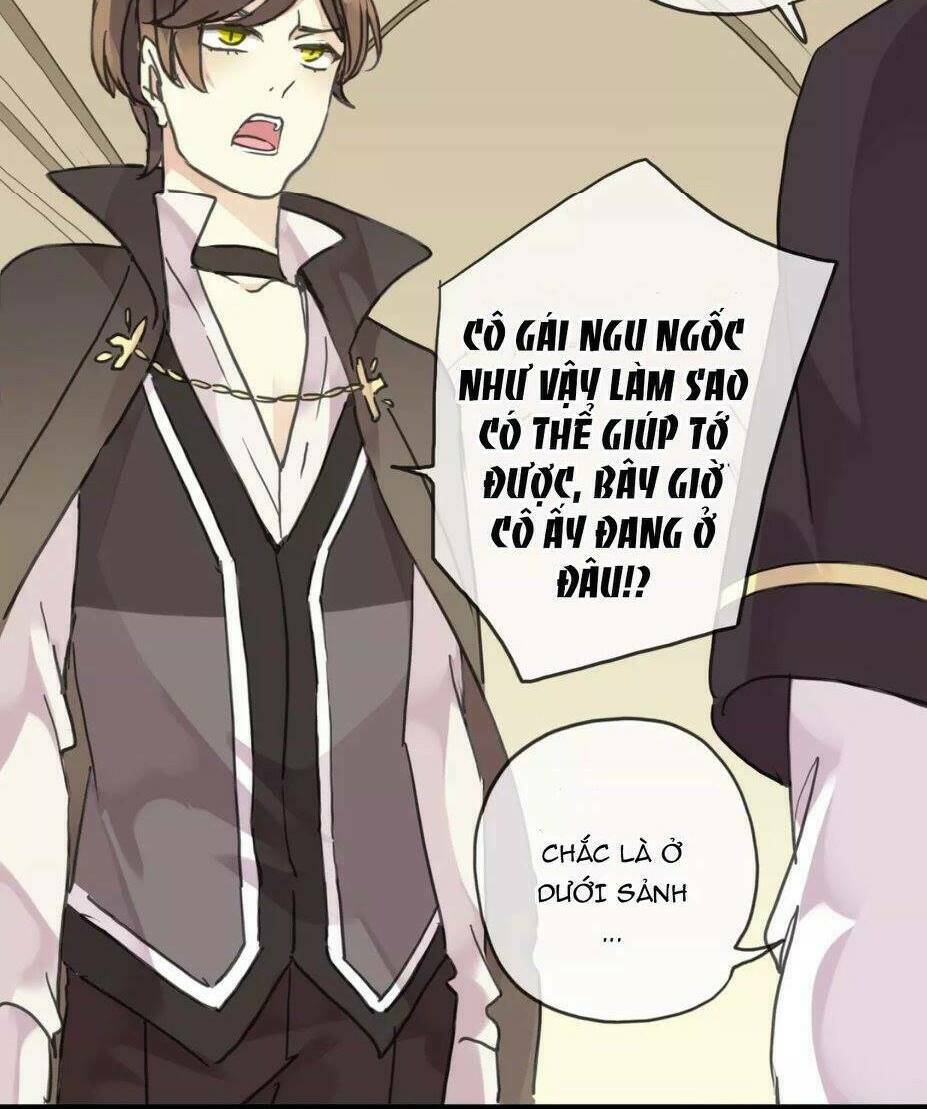 CÔ GÁI NGU NGỐC
NHƯ VẬY LÀM SAO
CÓ THỂ GIÚP TỚ
ĐƯỢC, BÂY GIỜ
CÔ ẤY ĐANG Ở
ĐÂU!?
CHẮC LÀ Ở
DƯỚI SẢNH
...